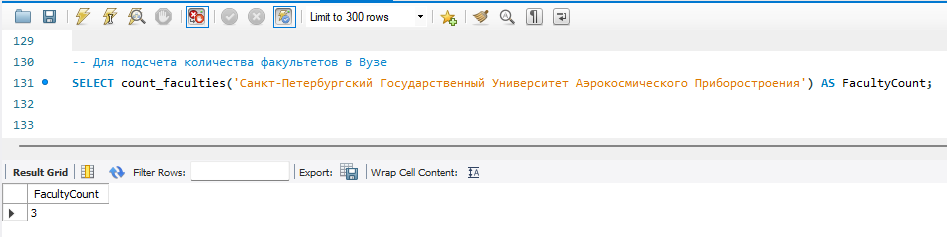 Limit to 300 rows
129
130 -- Для подсчета количества факультетов в Вузе
131 SELECT count_faculties('Санкт-Петербургский Государственный Университет Аэрокосмического Приборостроения') AS FacultyCount;
132
133
Result Grid Filter Rows: Export: Wrap Cell Content:
FacultyCount
3